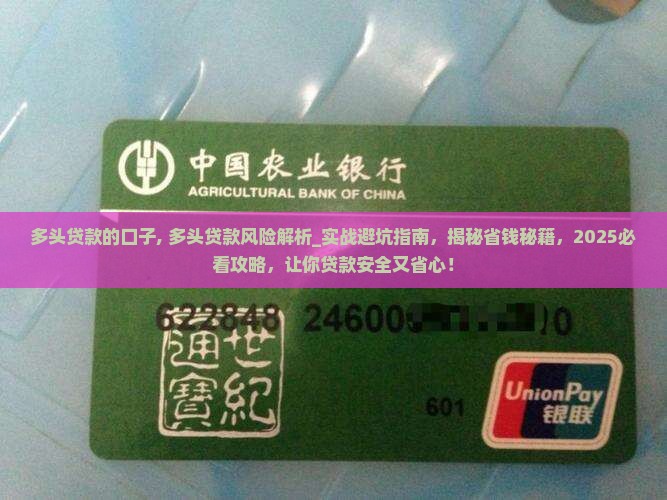 中国农业银行
AGRICULTURAL BANK OF CHINA
多头贷款的口子, 多头贷款风险解析_实战避坑指南，揭秘省钱秘籍，2025必
看攻略，让你贷款安全又省心！
622848 24600 0
世紀
通寶
601
UnionPay
银联